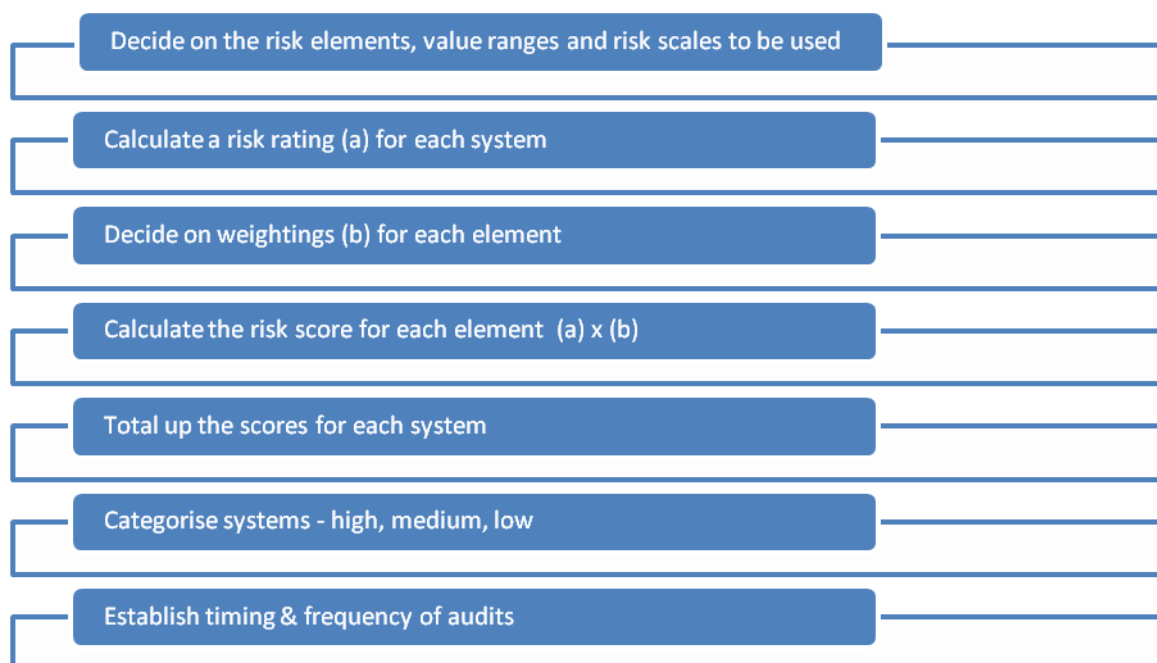 Decide on the risk elements, value ranges and risk scales to be used
Calculate a risk rating (a) for each system
Decide on weightings (b) for each element
Calculate the risk score for each element (a) x (b)
Total up the scores for each system
Categorise systems - high, medium, low
Establish timing & frequency of audits